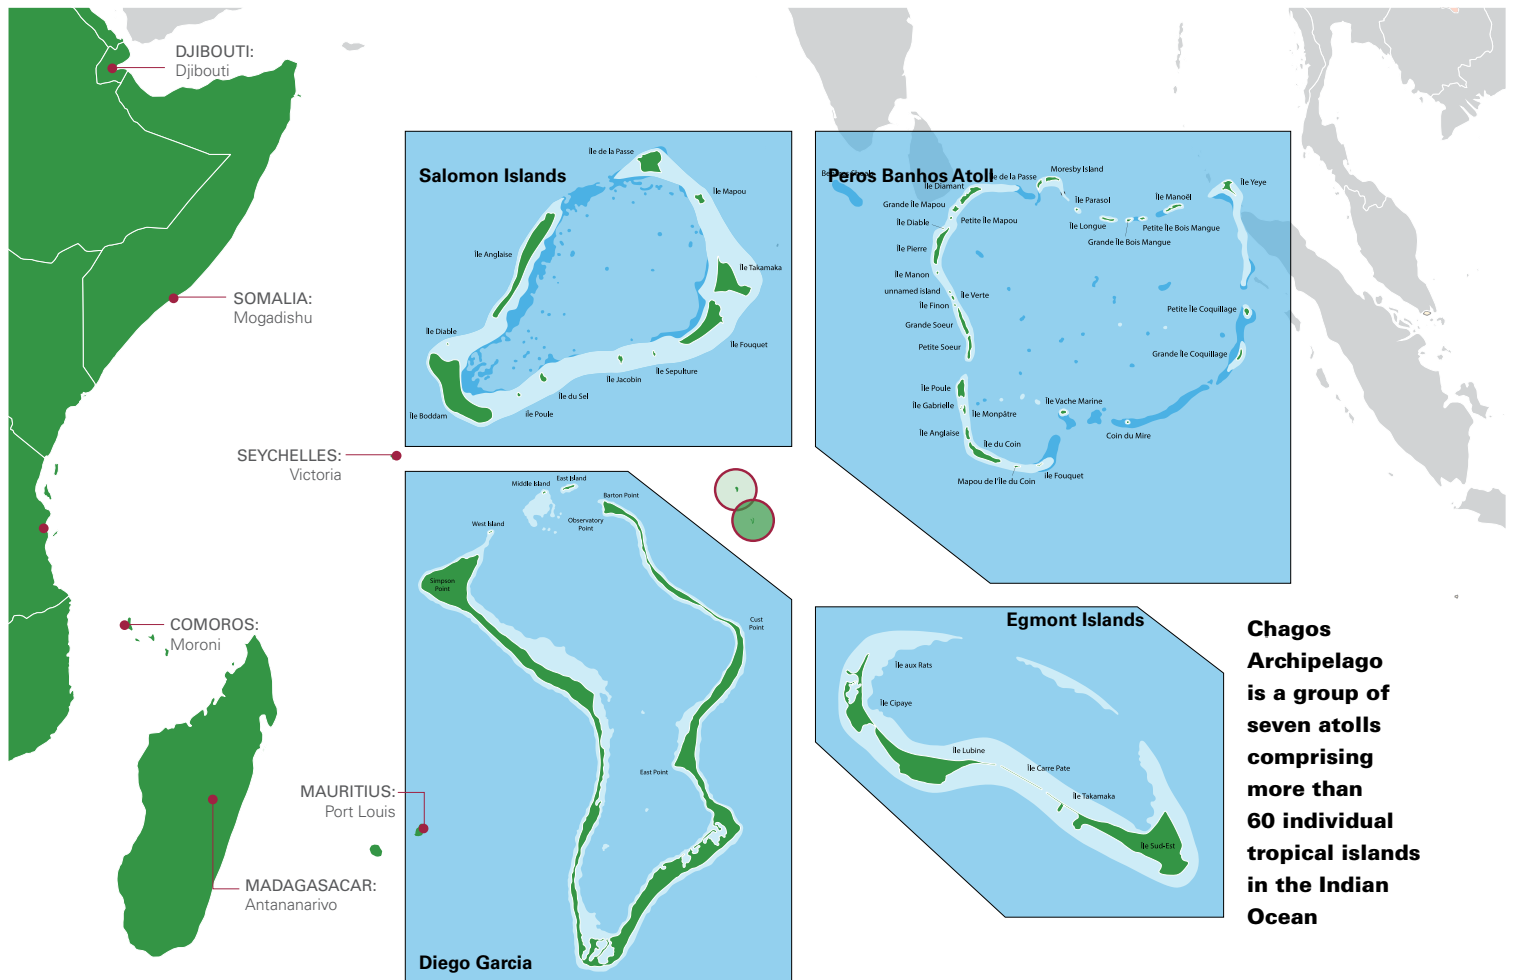 DJIBOUTI:
Djibouti
SOMALIA:
Mogadishu
SEYCHELLES:
Victoria
COMOROS:
Moroni
MAURITIUS:
Port Louis
MADAGASACAR:
Antananarivo
Salomon Islands
Île de la Passe
Île Mapou
Île Anglaise
Île Takamaka
Île Diable
Île Fouquet
Île Sepulture
Île Jacobin
Île du Sel
île Poule
Île Boddam
Peros Banhos Atoll
de la Passe
Moresby Island
Île Yeye
Île Diamant
Grande Île Mapou
Île Parasol
Île Manoël
Île Diable
Petite Île Mapou
Île Longue
Petite Île Bois Mangue
Grande Île Bois Mangue
Île Pierre
Île Manon
unnamed island
Île Verte
Île Finon
Petite Île Coquillage
Grande Soeur
Petite Soeur
Grande Île Coquillage
Île Poule
Île Gabrielle
Île Monpâtre
Île Vache Marine
Île Anglaise
Île du Coin
Coin du Mire
Mapou de l'Île du Coin
île Fouquet
Middle Island
East Island
Barton Point
Observatory
Point
West Island
Simpson
Point
Cust
Point
East Point
Diego Garcia
Egmont Islands
Île aux Rats
Île Cipaye
Île Lubine
Île Carre Pate
Île Takamaka
Île Sud-Est
Chagos
Archipelago
is a group of
seven atolls
comprising
more than
60 individual
tropical islands
in the Indian
Ocean